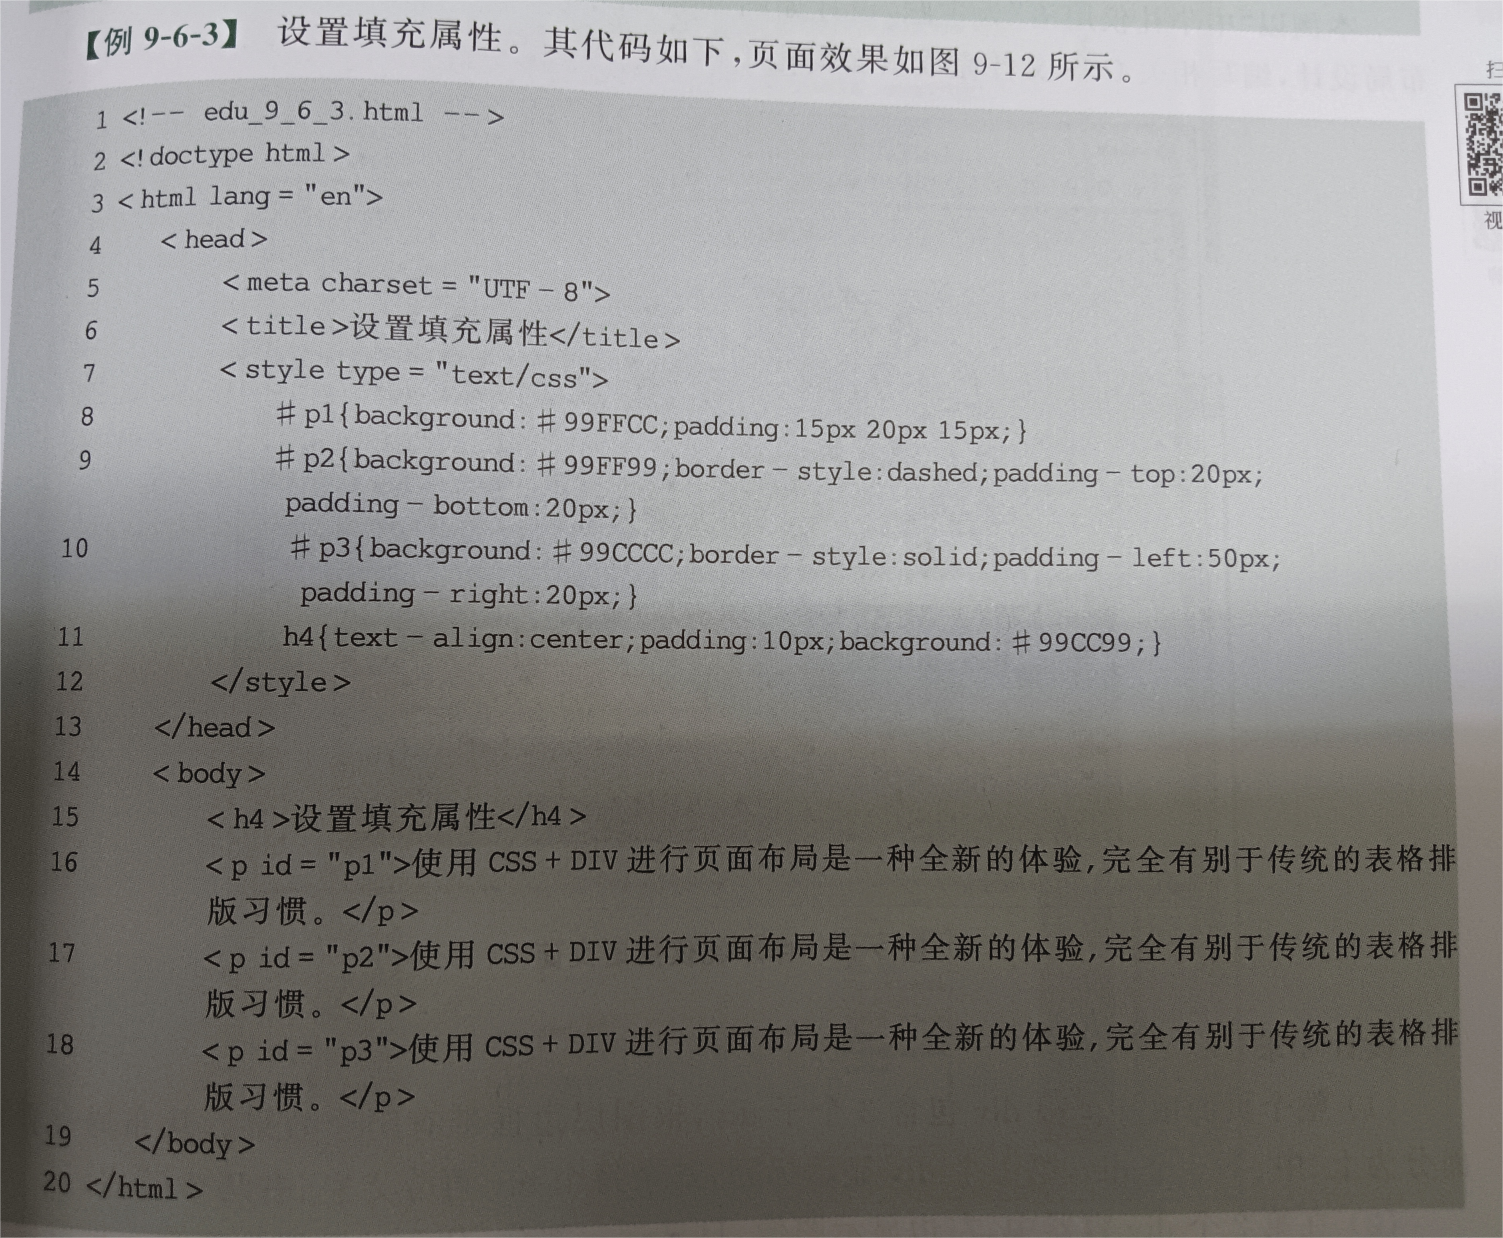 【例 9-6-3】 设置填充属性。其代码如下,页面效果如图 9-12 所示。
扫
1 <!-- edu_9_6_3.html -->
2 <!doctype html>
3 <html lang = "en">
4 <head>
5 <meta charset = "UTF - 8">
6 <title>设置填充属性</title>
7 <style type = "text/css">
8 # p1{background: # 99FFCC;padding:15px 20px 15px;}
9 # p2{background: # 99FF99;border - style:dashed;padding - top:20px;
padding - bottom:20px;}
10 # p3{background: # 99CCCC;border - style:solid;padding - left:50px;
padding - right:20px;}
11 h4{text - align:center;padding:10px;background: # 99CC99;}
12 </style>
13 </head>
14 <body>
15 <h4>设置填充属性</h4>
16 <p id = "p1">使用 CSS + DIV 进行页面布局是一种全新的体验,完全有别于传统的表格排
版习惯。</p>
17 <p id = "p2">使用 CSS + DIV 进行页面布局是一种全新的体验,完全有别于传统的表格排
版习惯。</p>
18 <p id = "p3">使用 CSS + DIV 进行页面布局是一种全新的体验,完全有别于传统的表格排
版习惯。</p>
19 </body>
20 </html>
视